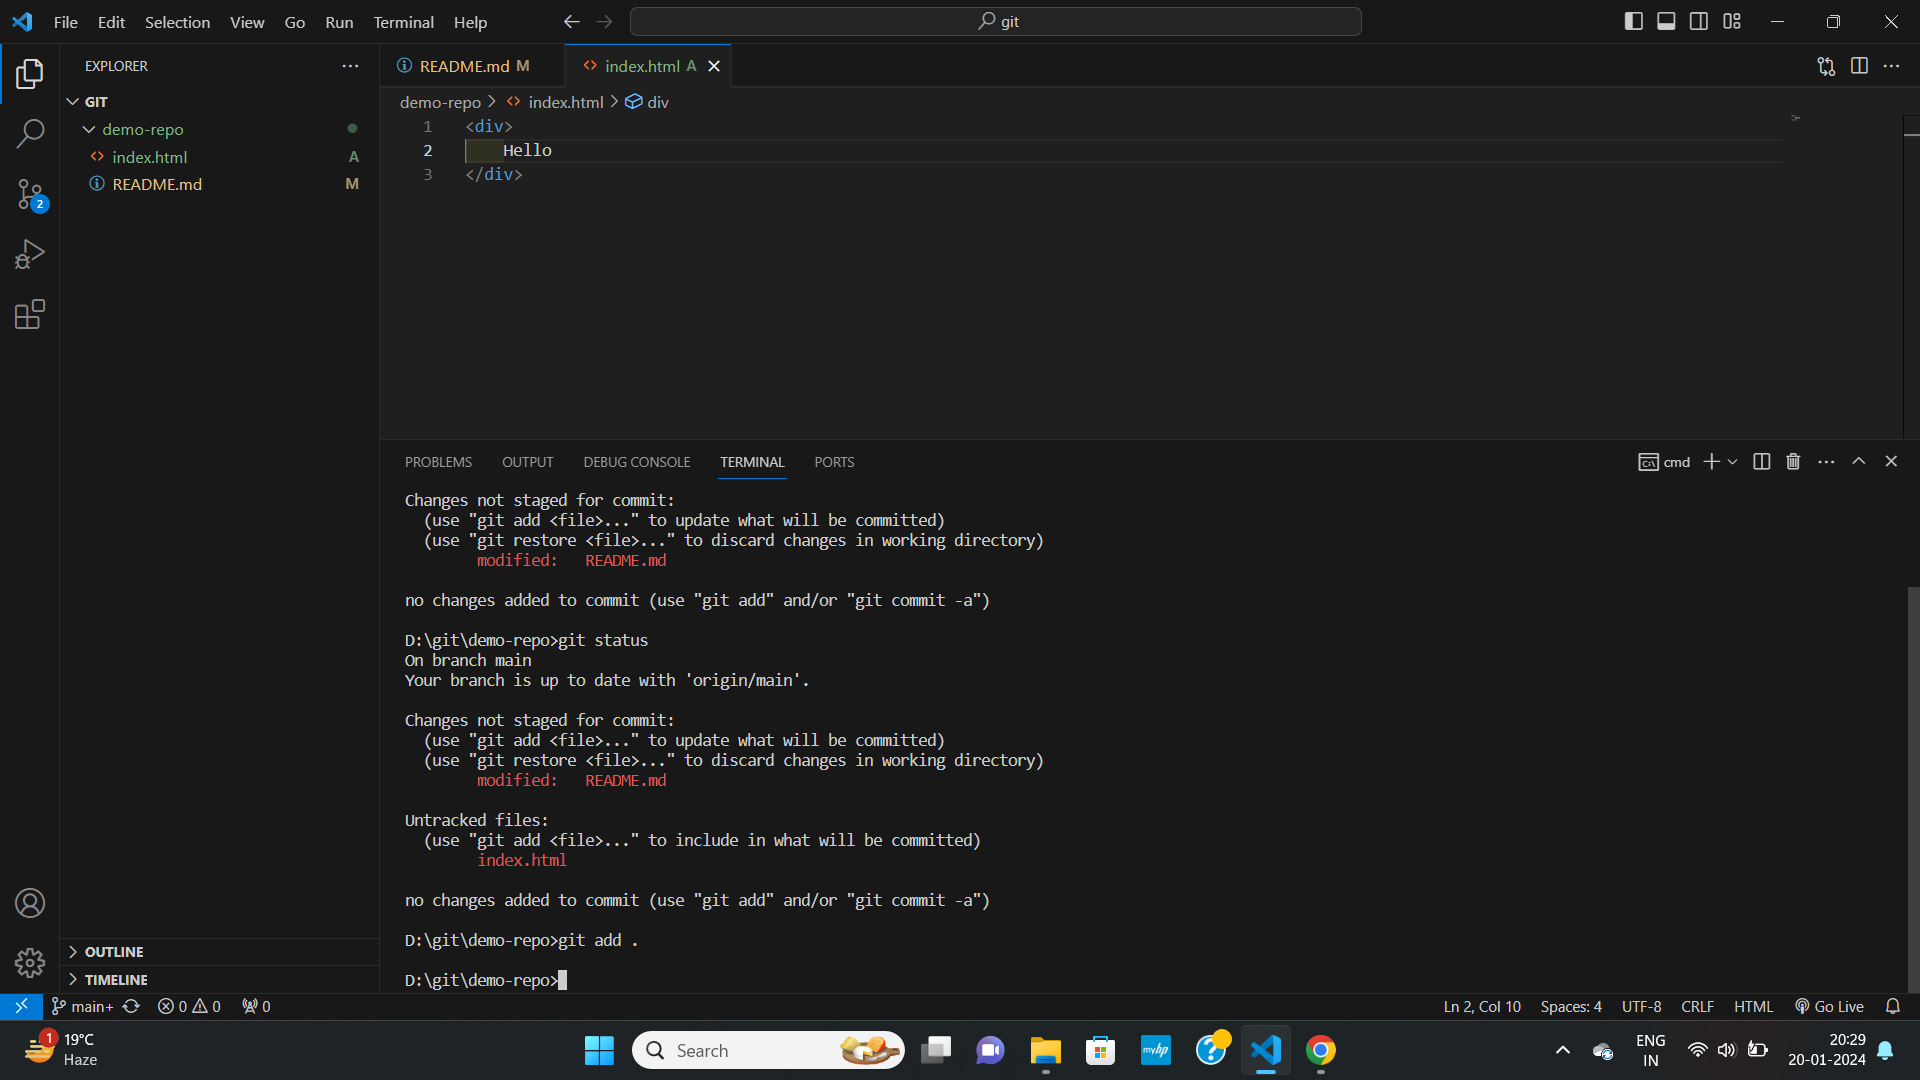 File Edit Selection View Go Run Terminal Help
git
EXPLORER
GIT
demo-repo
index.html A
README.md M
2
README.md M
index.html A
demo-repo > index.html > div
1 <div>
2     Hello
3 </div>
PROBLEMS OUTPUT DEBUG CONSOLE TERMINAL PORTS
cmd
Changes not staged for commit:
  (use "git add <file>..." to update what will be committed)
  (use "git restore <file>..." to discard changes in working directory)
        modified:   README.md
no changes added to commit (use "git add" and/or "git commit -a")
D:\git\demo-repo>git status
On branch main
Your branch is up to date with 'origin/main'.
Changes not staged for commit:
  (use "git add <file>..." to update what will be committed)
  (use "git restore <file>..." to discard changes in working directory)
        modified:   README.md
Untracked files:
  (use "git add <file>..." to include in what will be committed)
        index.html
no changes added to commit (use "git add" and/or "git commit -a")
D:\git\demo-repo>git add .
D:\git\demo-repo>
OUTLINE
TIMELINE
main+ 0 0 0
Ln 2, Col 10 Spaces: 4 UTF-8 CRLF HTML Go Live
1
19°C
Haze
Search
myhp
ENG
IN
20:29
20-01-2024